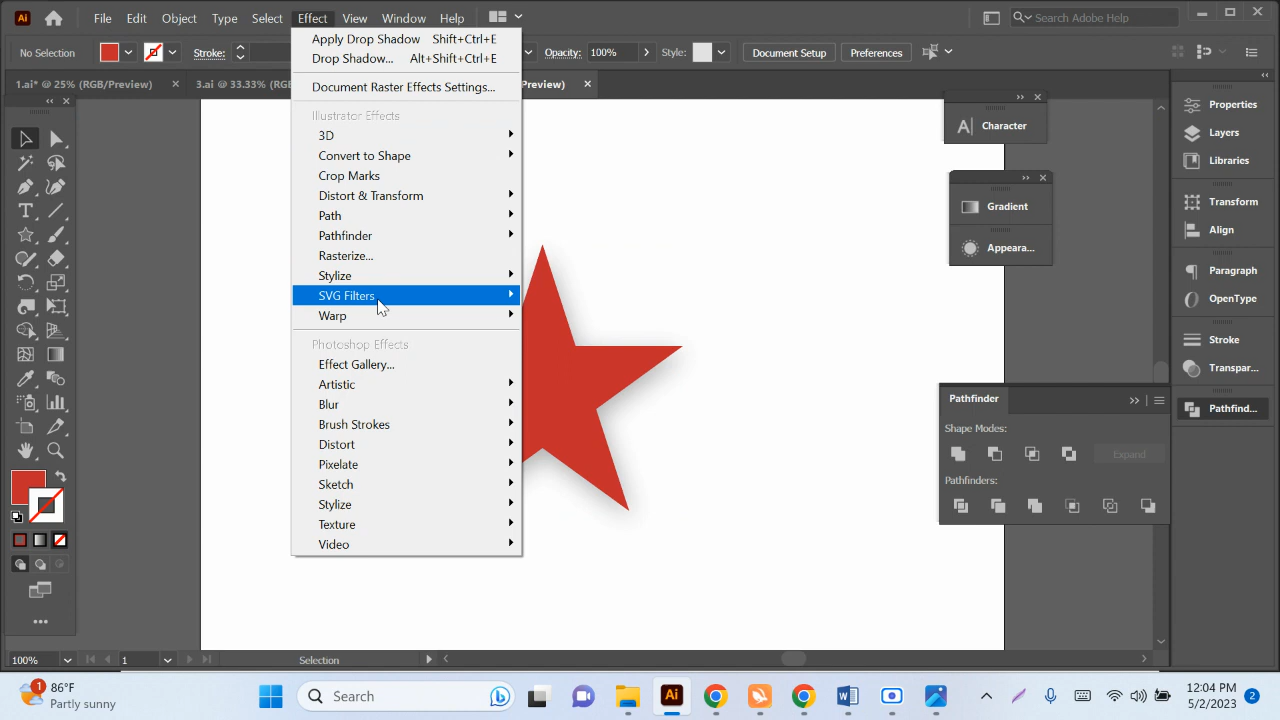 Ai File Edit Object Type Select Effect View Window Help Search Adobe Help
No Selection Stroke: Opacity: 100% Style: Document Setup Preferences
1.ai* @ 25% (RGB/Preview) 3.ai @ 33.33% (RG Preview)
Apply Drop Shadow Shift+Ctrl+E
Drop Shadow... Alt+Shift+Ctrl+E
Document Raster Effects Settings...
Illustrator Effects
3D
Convert to Shape
Crop Marks
Distort & Transform
Path
Pathfinder
Rasterize...
Stylize
SVG Filters
Warp
Photoshop Effects
Effect Gallery...
Artistic
Blur
Brush Strokes
Distort
Pixelate
Sketch
Stylize
Texture
Video
Character
Gradient
Appeara...
Pathfinder
Shape Modes:
Expand
Pathfinders:
Properties
Layers
Libraries
Transform
Align
Paragraph
OpenType
Stroke
Transpar...
Pathfind...
100% 1 Selection
1 86°F
Partly sunny
Search
Ai
12:04 PM
5/2/2023
2